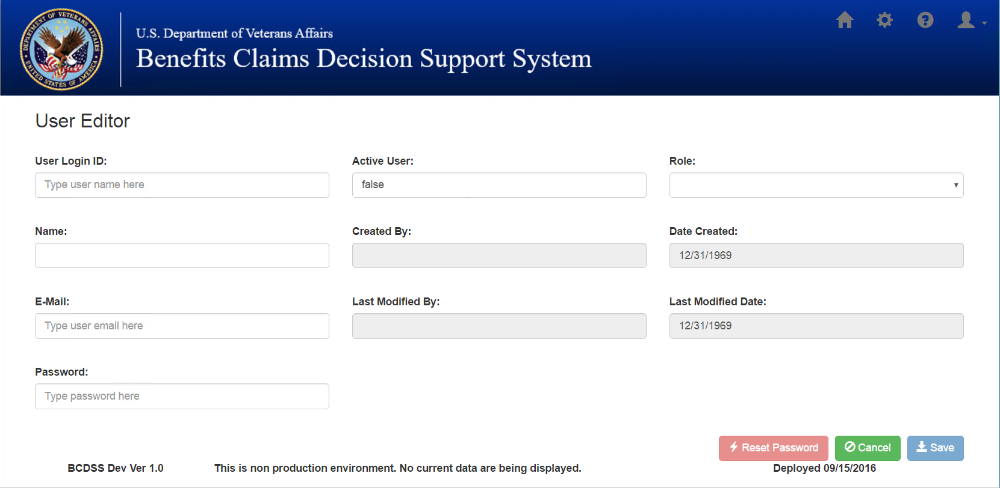 DEPARTMENT OF VETERANS AFFAIRS
UNITED STATES OF AMERICA
U.S. Department of Veterans Affairs
Benefits Claims Decision Support System
User Editor
User Login ID: Active User: Role:
Type user name here false
Name: Created By: Date Created:
12/31/1969
E-Mail: Last Modified By: Last Modified Date:
Type user email here 12/31/1969
Password:
Type password here
Reset Password Cancel Save
BCDSS Dev Ver 1.0 This is non production environment. No current data are being displayed. Deployed 09/15/2016